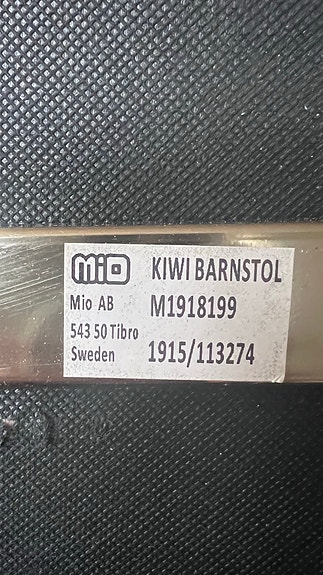 mio KIWI BARNSTOL
Mio AB M1918199
543 50 Tibro
Sweden 1915/113274